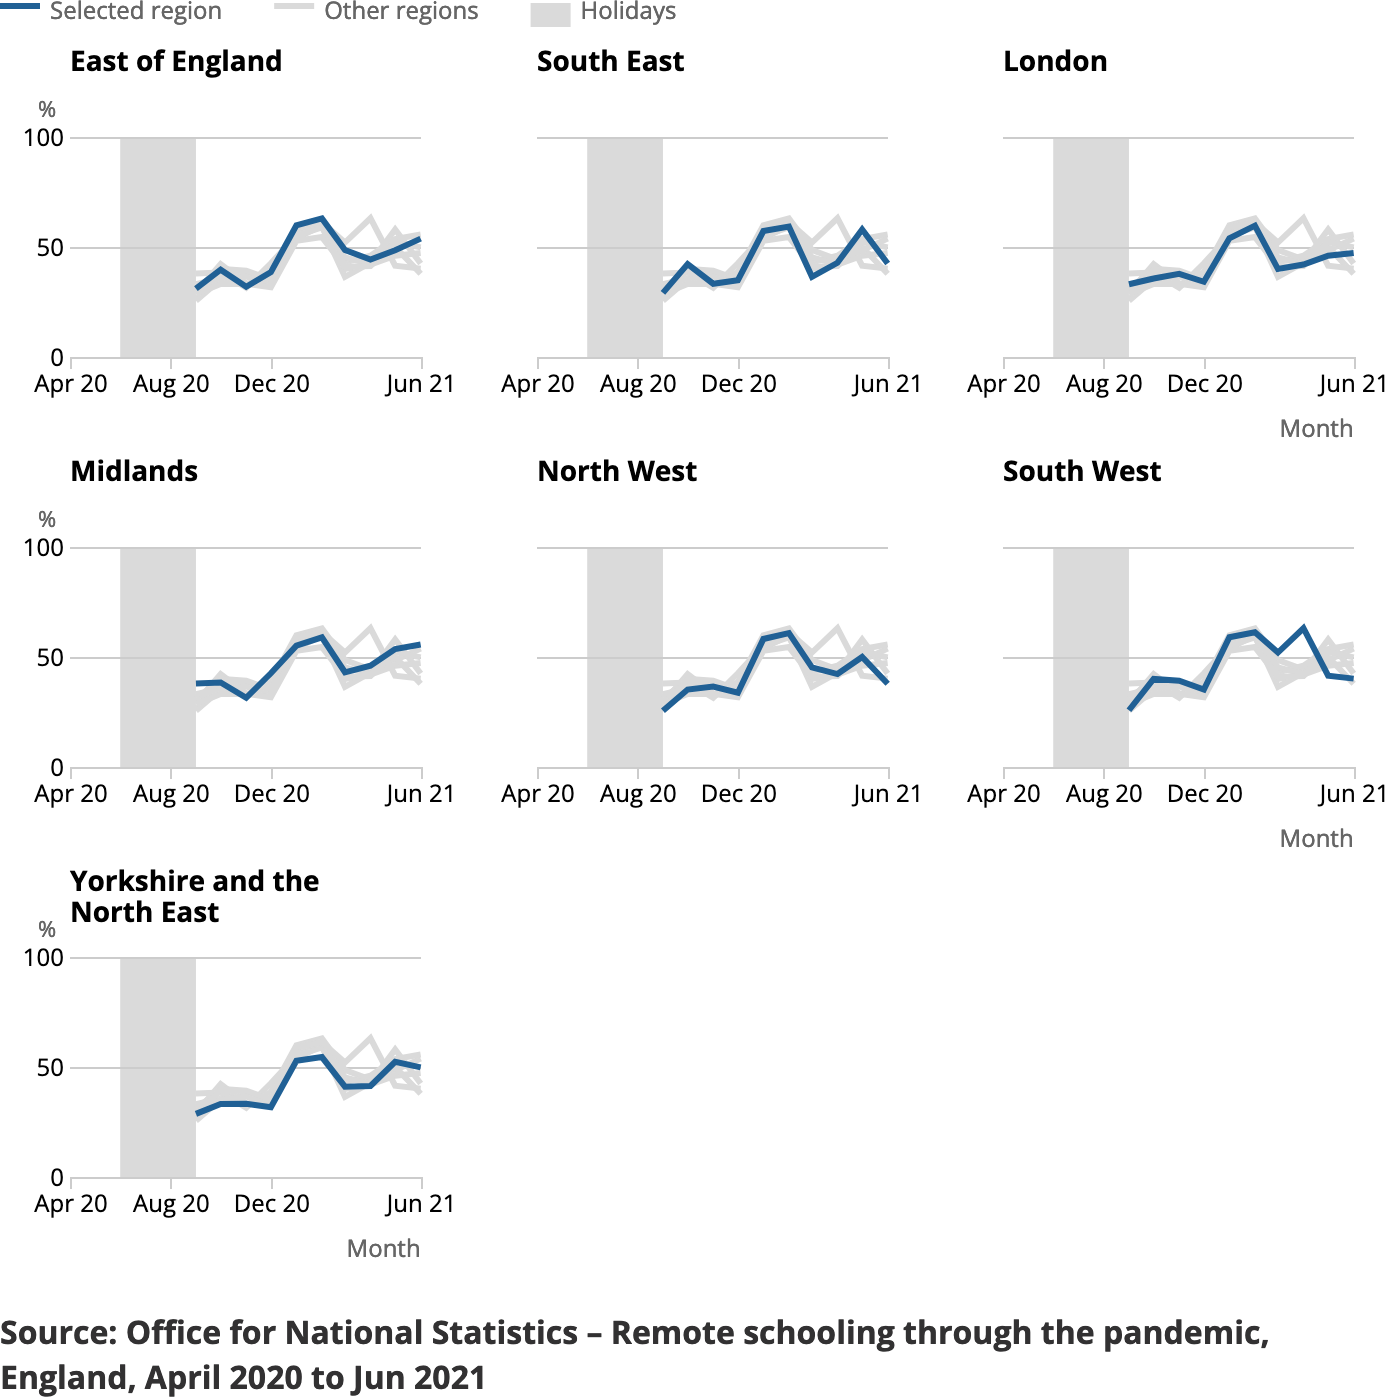 Selected region Other regions Holidays
East of England South East London
%
100
50
0
Apr 20 Aug 20 Dec 20 Jun 21 Apr 20 Aug 20 Dec 20 Jun 21 Apr 20 Aug 20 Dec 20 Jun 21
Month
Midlands North West South West
%
100
50
0
Apr 20 Aug 20 Dec 20 Jun 21 Apr 20 Aug 20 Dec 20 Jun 21 Apr 20 Aug 20 Dec 20 Jun 21
Month
Yorkshire and the
North East
%
100
50
0
Apr 20 Aug 20 Dec 20 Jun 21
Month
Source: Office for National Statistics – Remote schooling through the pandemic,
England, April 2020 to Jun 2021